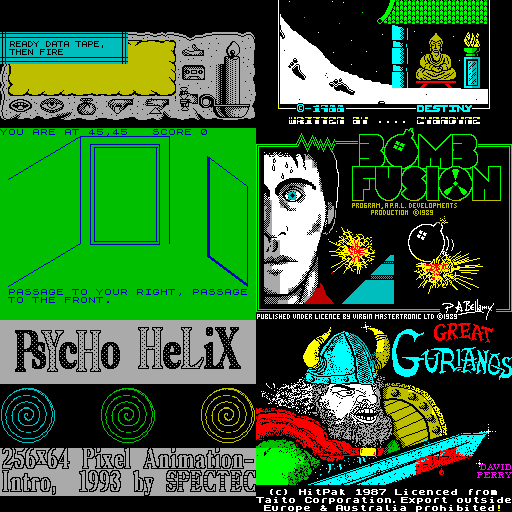 READY DATA TAPE,
THEN FIRE
©-1988 DESTINY
WRITTEN BY ....
YOU ARE AT 45,45 SCORE 0
PASSAGE TO YOUR RIGHT, PASSAGE
TO THE FRONT.
BOMB
FUSION
PROGRAM, A.P.A.L. DEVELOPMENTS
PRODUCTION ©1989
P A Bellamy
PUBLISHED UNDER LICENCE BY VIRGIN MASTERTRONIC LTD ©1989
PsYcHo HeLiX
256x64 Pixel Animation-
Intro, 1993 by SPECTEC
GREAT
GURIANOS
DAVID
PERRY
(c) HitPak 1987 Licenced from
Taito Corporation.Export outside
Europe & Australia prohibited!